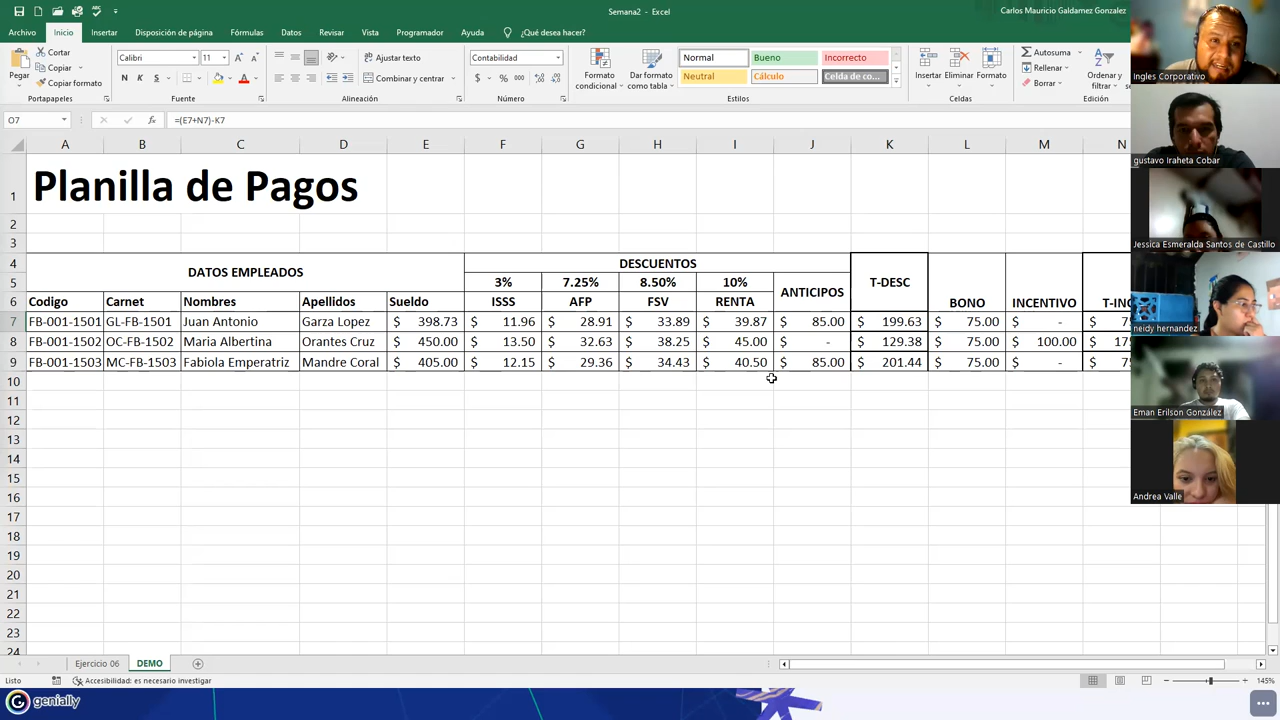 Semana2 - Excel
Carlos Mauricio Galdamez Gonzalez
Archivo Inicio Insertar Disposición de página Fórmulas Datos Revisar Vista Programador Ayuda ¿Qué desea hacer?
Pegar
Cortar
Copiar
Copiar formato
Portapapeles
Calibri 11
N K S
Fuente
Ajustar texto
Combinar y centrar
Alineación
Contabilidad
$ % 000
Número
Formato condicional
Dar formato como tabla
Normal Bueno Incorrecto
Neutral Cálculo Celda de co...
Estilos
Insertar Eliminar Formato
Celdas
Autosuma
Rellenar
Borrar
Ordenar y filtrar
Edición
O7 fx =(E7+N7)-K7
A B C D E F G H I J K L M N
1 Planilla de Pagos
2
3
4 DATOS EMPLEADOS DESCUENTOS T-DESC
5 3% 7.25% 8.50% 10% ANTICIPOS
6 Codigo Carnet Nombres Apellidos Sueldo ISSS AFP FSV RENTA BONO INCENTIVO
7 FB-001-1501 GL-FB-1501 Juan Antonio Garza Lopez $ 398.73 $ 11.96 $ 28.91 $ 33.89 $ 39.87 $ 85.00 $ 199.63 $ 75.00 $ - $
8 FB-001-1502 OC-FB-1502 Maria Albertina Orantes Cruz $ 450.00 $ 13.50 $ 32.63 $ 38.25 $ 45.00 $ - $ 129.38 $ 75.00 $ 100.00 $
9 FB-001-1503 MC-FB-1503 Fabiola Emperatriz Mandre Coral $ 405.00 $ 12.15 $ 29.36 $ 34.43 $ 40.50 $ 85.00 $ 201.44 $ 75.00 $ - $
10
11
12
13
14
15
16
17
18
19
20
21
22
23
24
Ejercicio 06 DEMO
Listo Accesibilidad: es necesario investigar
145%
genially
Ingles Corporativo
gustavo Iraheta Cobar
Jessica Esmeralda Santos de Castillo
neidy hernandez
Eman Erilson González
Andrea Valle